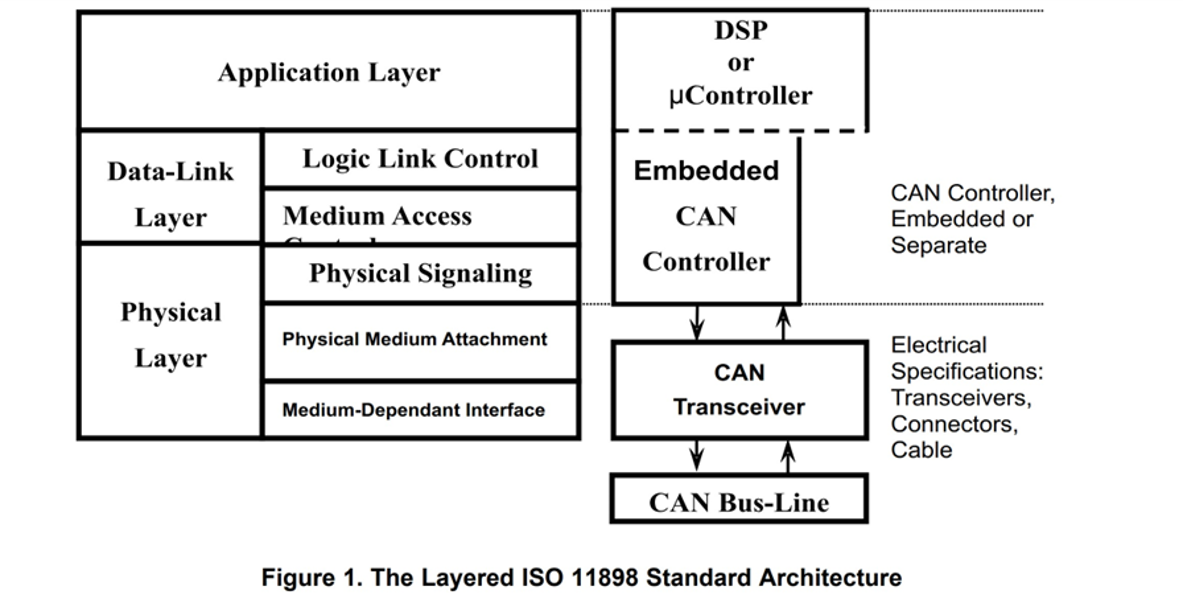 Application Layer
Data-Link
Layer
Logic Link Control
Medium Access
Physical
Layer
Physical Signaling
Physical Medium Attachment
Medium-Dependant Interface
DSP
or
µController
Embedded
CAN
Controller
CAN Controller,
Embedded or
Separate
CAN
Transceiver
Electrical
Specifications:
Transceivers,
Connectors,
Cable
CAN Bus-Line
Figure 1. The Layered ISO 11898 Standard Architecture